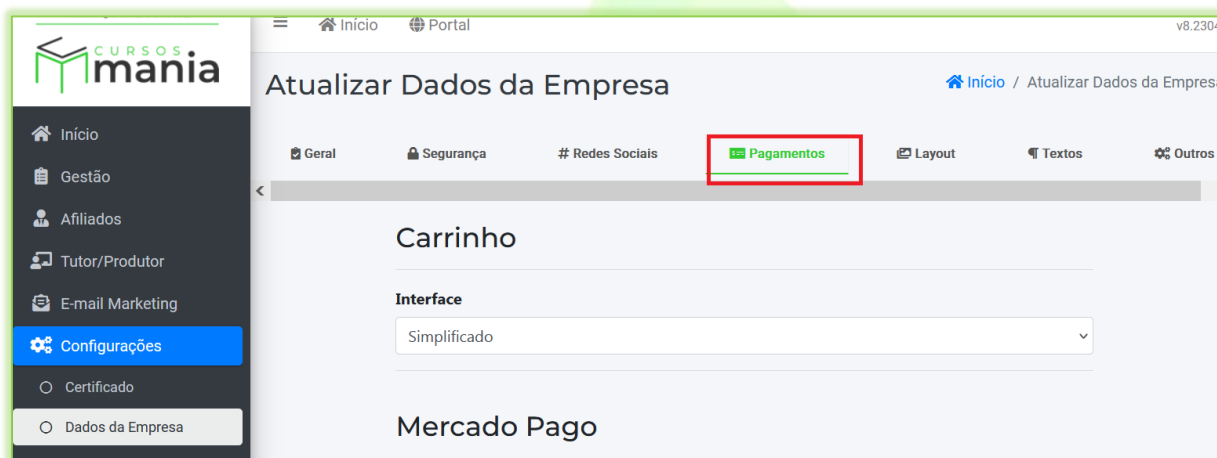 Início
Portal
v8.2304
CURSOS
mania
Atualizar Dados da Empresa
Início / Atualizar Dados da Empresa
Início
Gestão
Afiliados
Tutor/Produtor
E-mail Marketing
Configurações
Certificado
Dados da Empresa
Geral
Segurança
# Redes Sociais
Pagamentos
Layout
¶ Textos
Outros
Carrinho
Interface
Simplificado
Mercado Pago